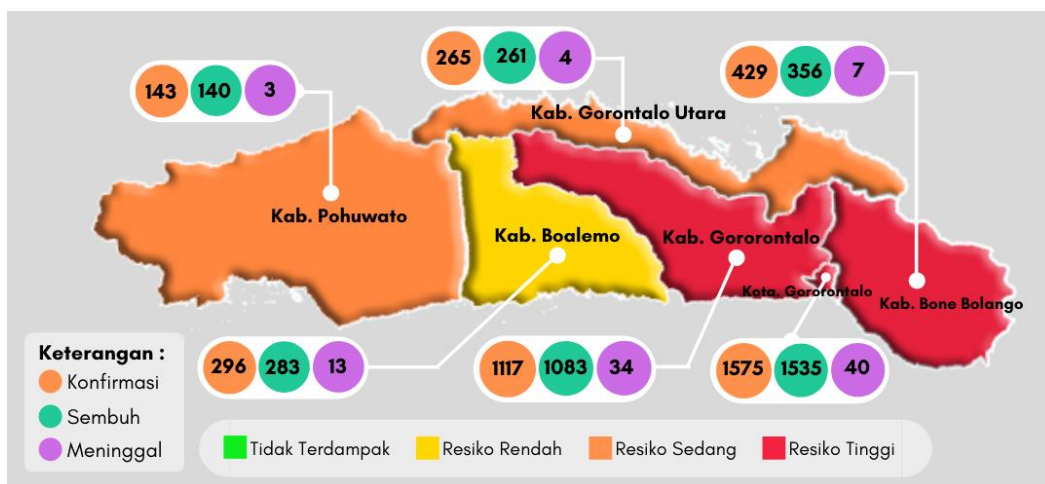 265 261 4
429 356 7
143 140 3
Kab. Gorontalo Utara
Kab. Pohuwato
Kab. Boalemo
Kab. Gororontalo
Kota. Gororontalo
Kab. Bone Bolango
Keterangan :
Konfirmasi
Sembuh
Meninggal
296 283 13
1117 1083 34
1575 1535 40
Tidak Terdampak
Resiko Rendah
Resiko Sedang
Resiko Tinggi